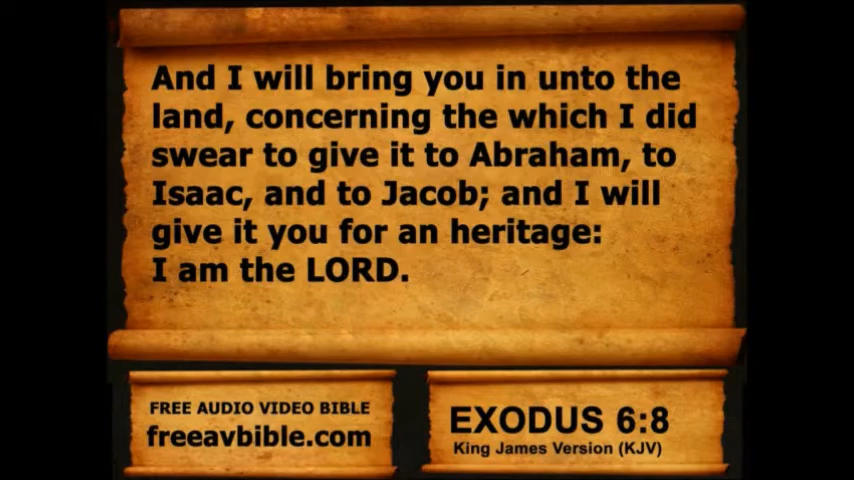 And I will bring you in unto the
land, concerning the which I did
swear to give it to Abraham, to
Isaac, and to Jacob; and I will
give it you for an heritage:
I am the LORD.
FREE AUDIO VIDEO BIBLE
freeavbible.com
EXODUS 6:8
King James Version (KJV)